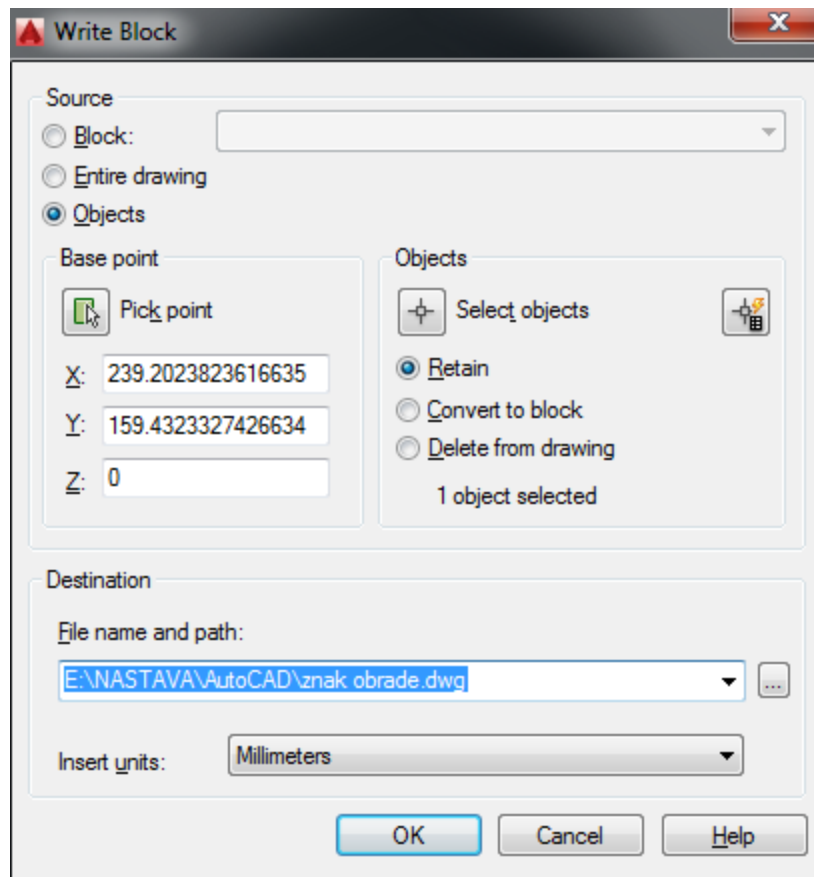 Write Block
Source
Block:
Entire drawing
Objects
Base point
Pick point
X: 239.2023823616635
Y: 159.4323327426634
Z: 0
Objects
Select objects
Retain
Convert to block
Delete from drawing
1 object selected
Destination
File name and path:
E:\NASTAVA\AutoCAD\znak obrade.dwg
...
Insert units: Millimeters
OK Cancel Help